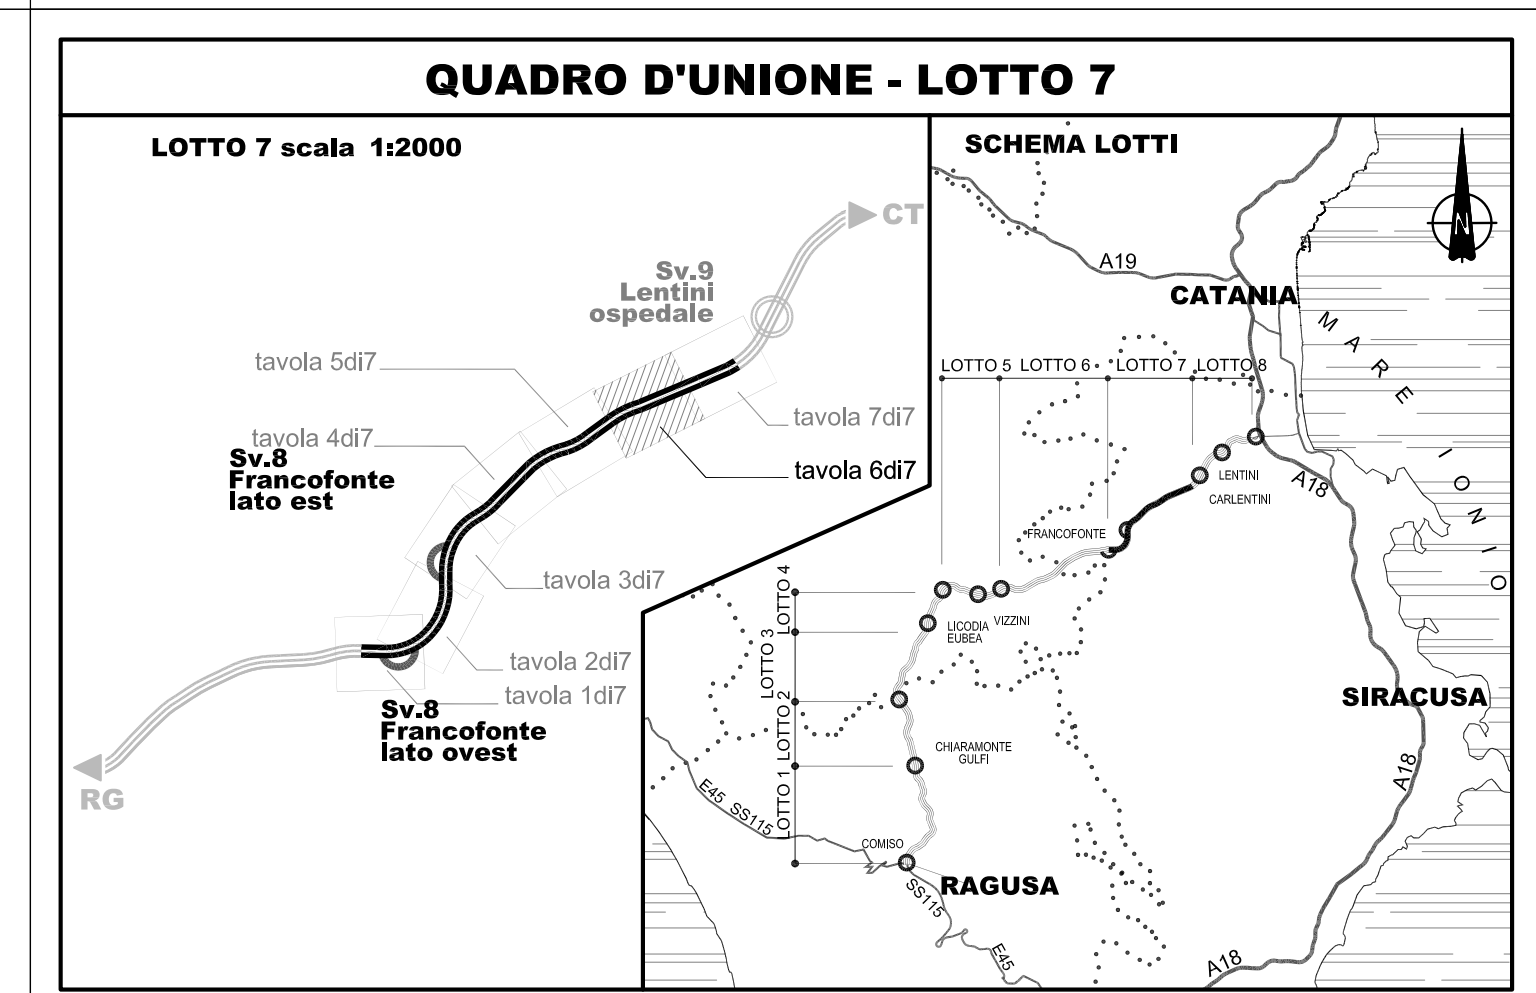 QUADRO D'UNIONE - LOTTO 7
LOTTO 7 scala 1:2000
CT
Sv.9
Lentini
ospedale
tavola 5di7
tavola 7di7
tavola 4di7
Sv.8
Francofonte
lato est
tavola 6di7
tavola 3di7
tavola 2di7
tavola 1di7
Sv.8
Francofonte
lato ovest
RG
SCHEMA LOTTI
N
A19
CATANIA
MARE IONIO
LOTTO 5
LOTTO 6
LOTTO 7
LOTTO 8
LENTINI
CARLENTINI
A18
FRANCOFONTE
LOTTO 4
LOTTO 3
LOTTO 2
LOTTO 1
LICODIA
EUBEA
VIZZINI
SIRACUSA
CHIARAMONTE
GULFI
A18
E45
SS115
COMISO
RAGUSA
SS115
E45
A18